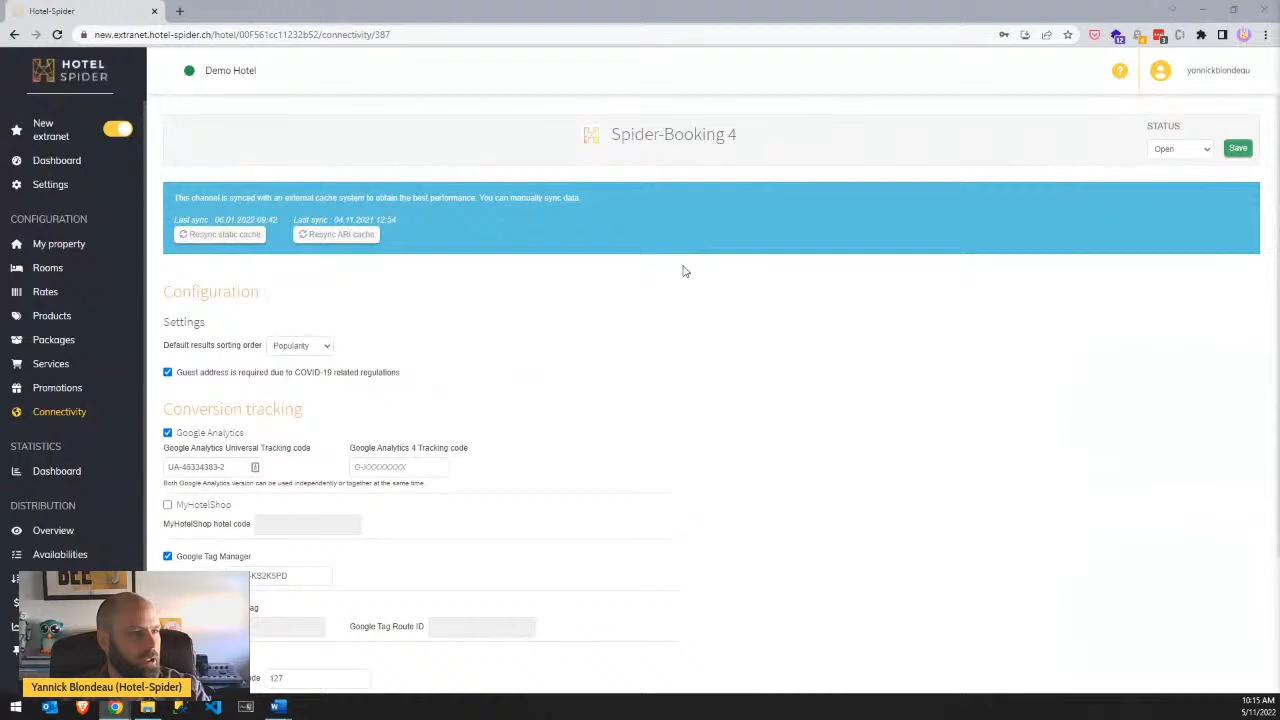 Hotel-Spider
new.extranet.hotel-spider.ch/hotel/00F561cc11232b52/connectivity/387
HOTEL
SPIDER
Demo Hotel
yannickblondeau
New
extranet
Dashboard
Settings
CONFIGURATION
My property
Rooms
Rates
Products
Packages
Services
Promotions
Connectivity
STATISTICS
Dashboard
DISTRIBUTION
Overview
Availabilities
Spider-Booking 4
STATUS
Open
Save
This channel is synced with an external cache system to obtain the best performance. You can manually sync data.
Last sync : 06.01.2022 09:42 Last sync : 04.11.2021 12:54
Resync static cache Resync ARI cache
Configuration
Settings
Default results sorting order Popularity
Guest address is required due to COVID-19 related regulations
Conversion tracking
Google Analytics
Google Analytics Universal Tracking code Google Analytics 4 Tracking code
UA-46334383-2 G-XXXXXXXX
Both Google Analytics version can be used independently or together at the same time.
MyHotelShop
MyHotelShop hotel code
Google Tag Manager
-KS2K5PD
ag
Google Tag Route ID
de 127
Yannick Blondeau (Hotel-Spider)
10:15 AM
5/11/2022